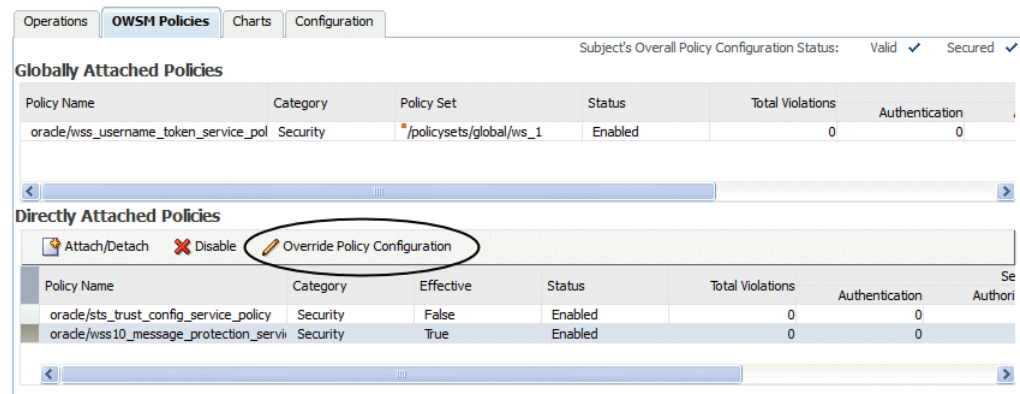 Operations OWSM Policies Charts Configuration
Subject's Overall Policy Configuration Status: Valid Secured
Globally Attached Policies
Policy Name Category Policy Set Status Total Violations
Authentication
oracle/wss_username_token_service_pol Security /policysets/global/ws_1 Enabled 0 0
Directly Attached Policies
Attach/Detach Disable Override Policy Configuration
Se
Policy Name Category Effective Status Total Violations
Authentication Authori
oracle/sts_trust_config_service_policy Security False Enabled 0 0
oracle/wss10_message_protection_servi Security True Enabled 0 0